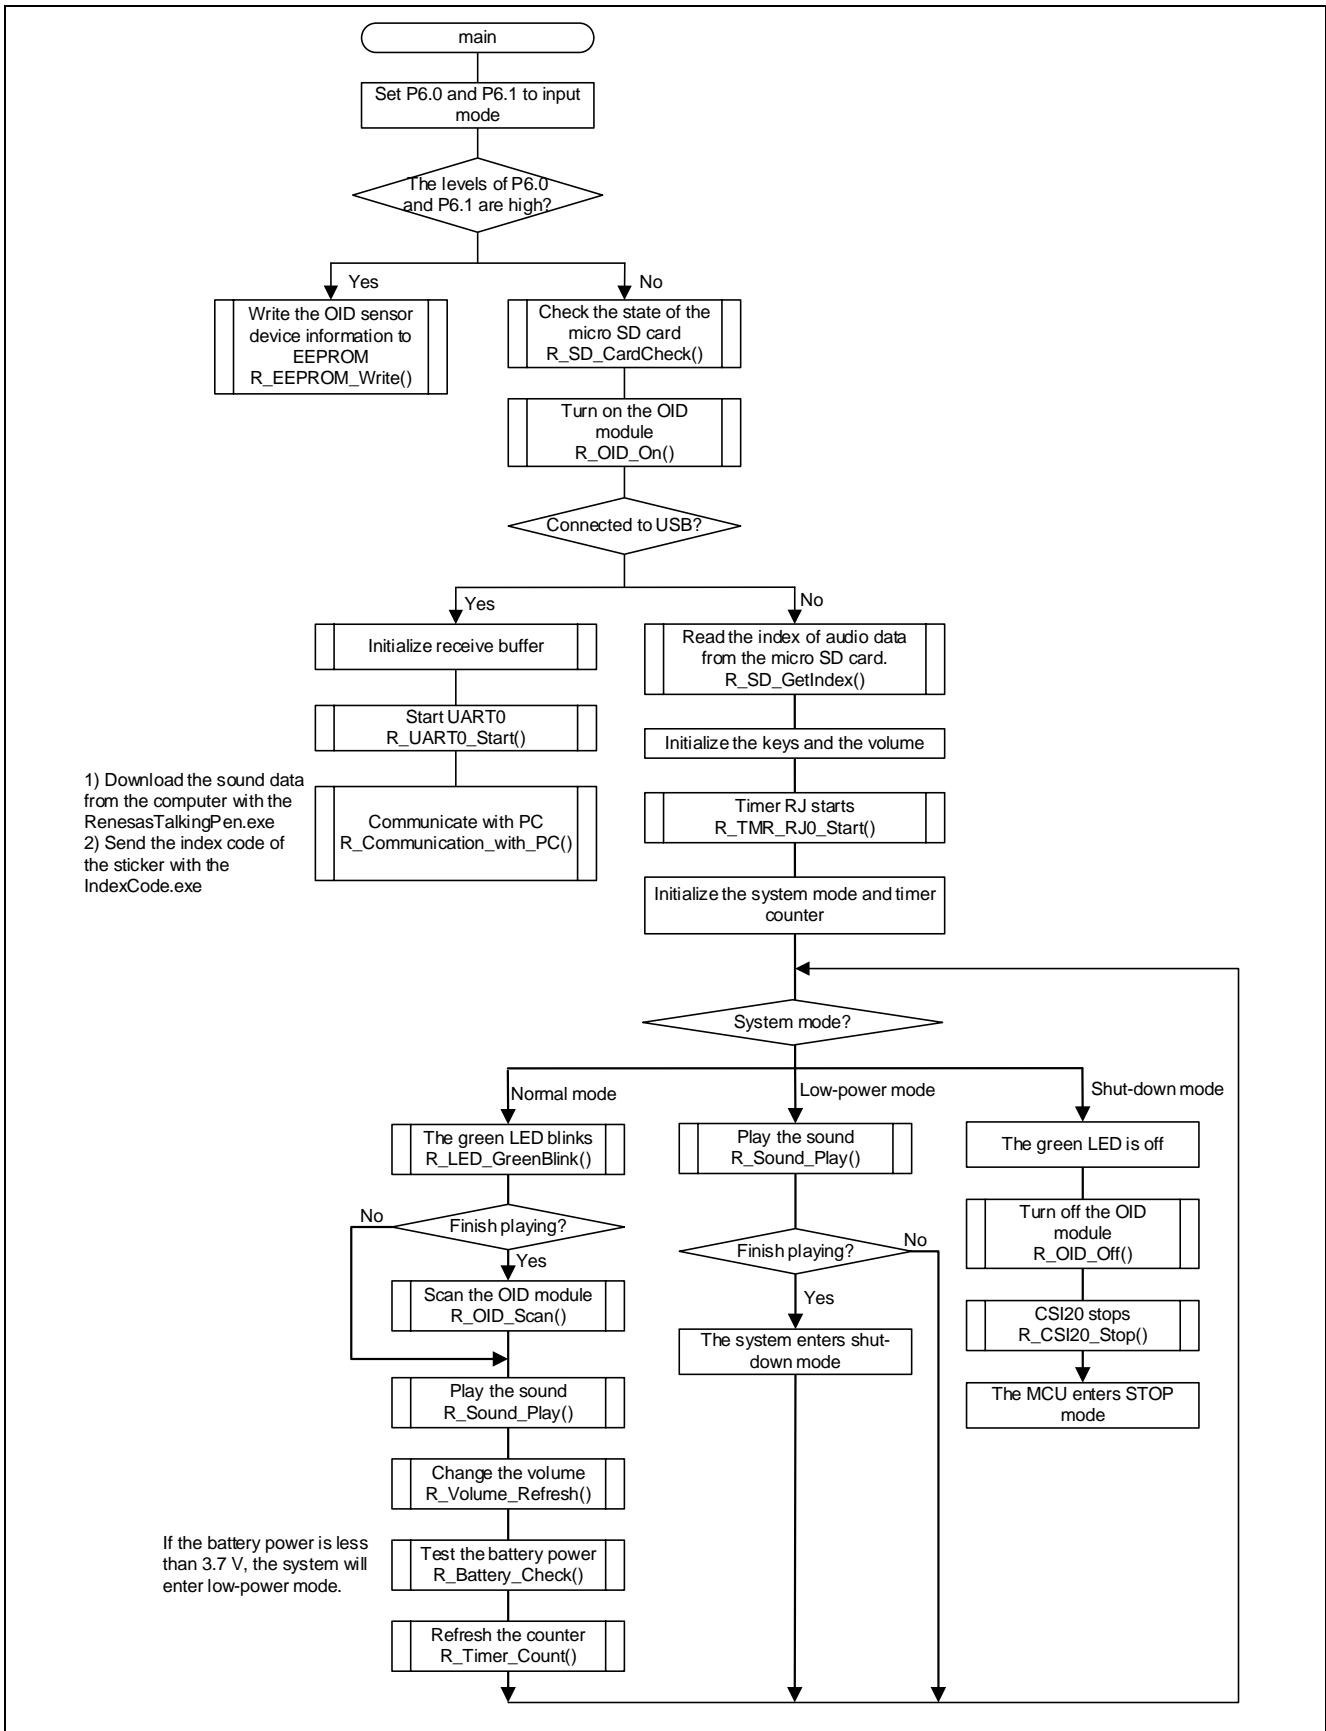 main
Set P6.0 and P6.1 to input
mode
The levels of P6.0
and P6.1 are high?
Yes
No
Write the OID sensor
device information to
EEPROM
R_EEPROM_Write()
Check the state of the
micro SD card
R_SD_CardCheck()
Turn on the OID
module
R_OID_On()
Connected to USB?
Yes
No
Initialize receive buffer
Start UART0
R_UART0_Start()
Communicate with PC
R_Communication_with_PC()
1) Download the sound data
from the computer with the
RenesasTalkingPen.exe
2) Send the index code of
the sticker with the
IndexCode.exe
Read the index of audio data
from the micro SD card.
R_SD_GetIndex()
Initialize the keys and the volume
Timer RJ starts
R_TMR_RJ0_Start()
Initialize the system mode and timer
counter
System mode?
Normal mode
Low-power mode
Shut-down mode
The green LED blinks
R_LED_GreenBlink()
Finish playing?
No
Yes
Scan the OID module
R_OID_Scan()
Play the sound
R_Sound_Play()
Change the volume
R_Volume_Refresh()
Test the battery power
R_Battery_Check()
If the battery power is less
than 3.7 V, the system will
enter low-power mode.
Refresh the counter
R_Timer_Count()
Play the sound
R_Sound_Play()
Finish playing?
No
Yes
The system enters shut-
down mode
The green LED is off
Turn off the OID
module
R_OID_Off()
CSI20 stops
R_CSI20_Stop()
The MCU enters STOP
mode